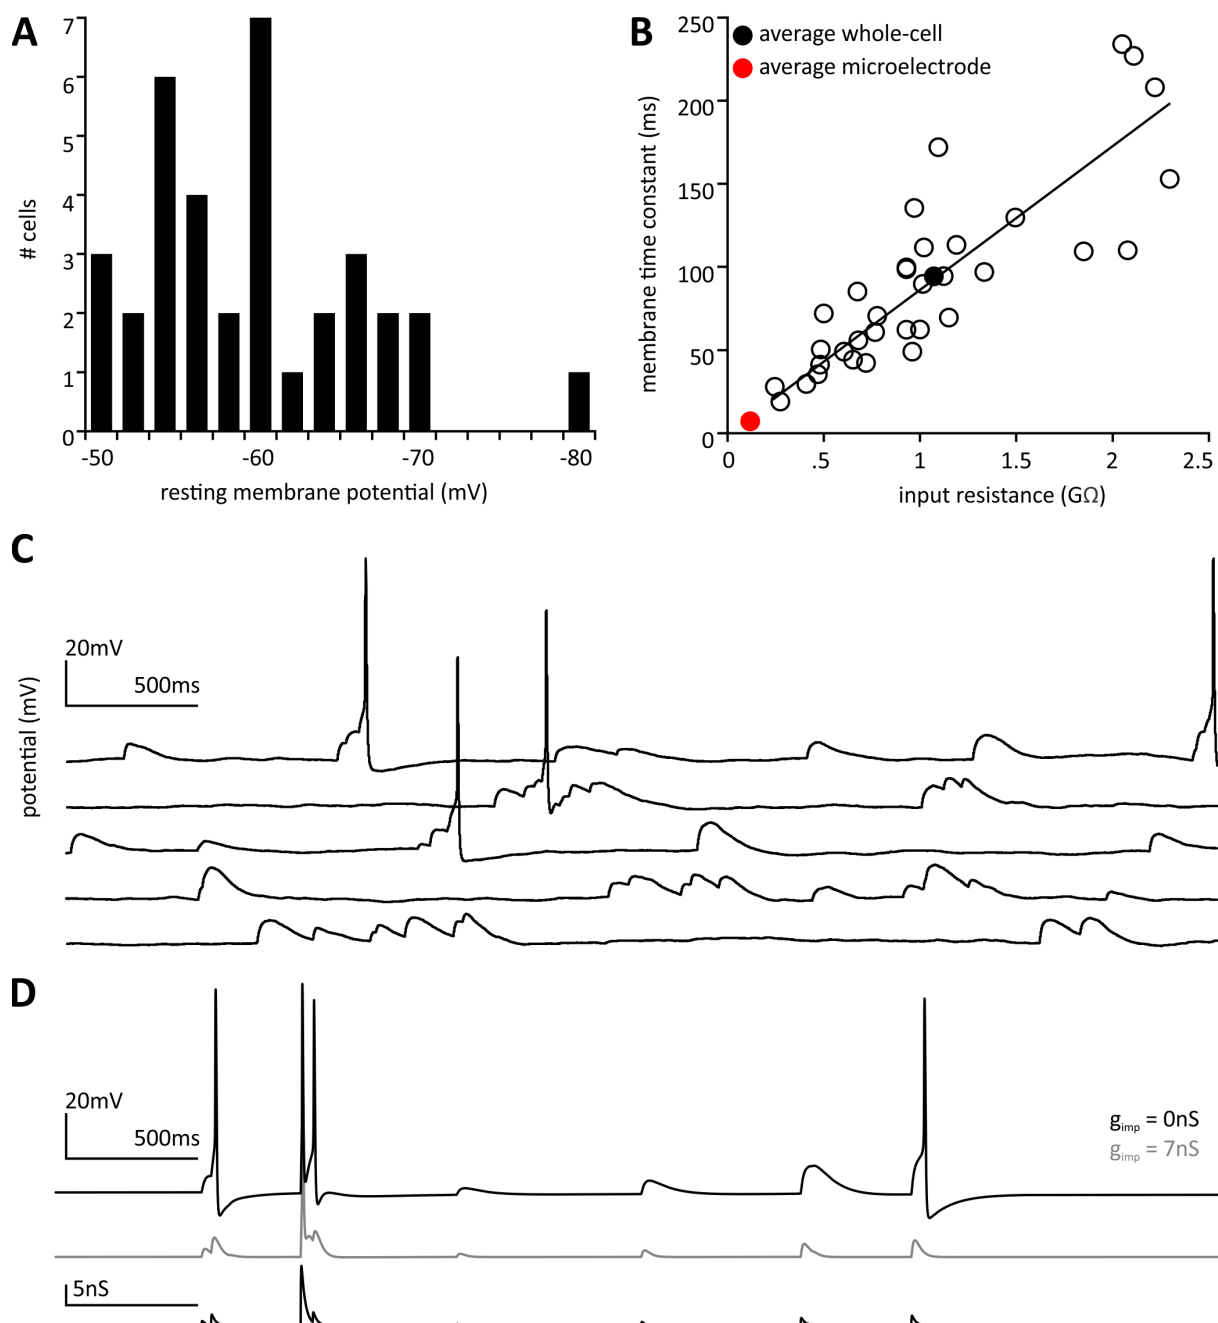 A
7
6
5
4
3
2
1
0
# cells
-50
-60
-70
-80
resting membrane potential (mV)
B
average whole-cell
average microelectrode
250
200
150
100
50
0
membrane time constant (ms)
0
.5
1
1.5
2
2.5
input resistance (GΩ)
C
20mV
500ms
potential (mV)
D
20mV
500ms
g_imp = 0nS
g_imp = 7nS
5nS